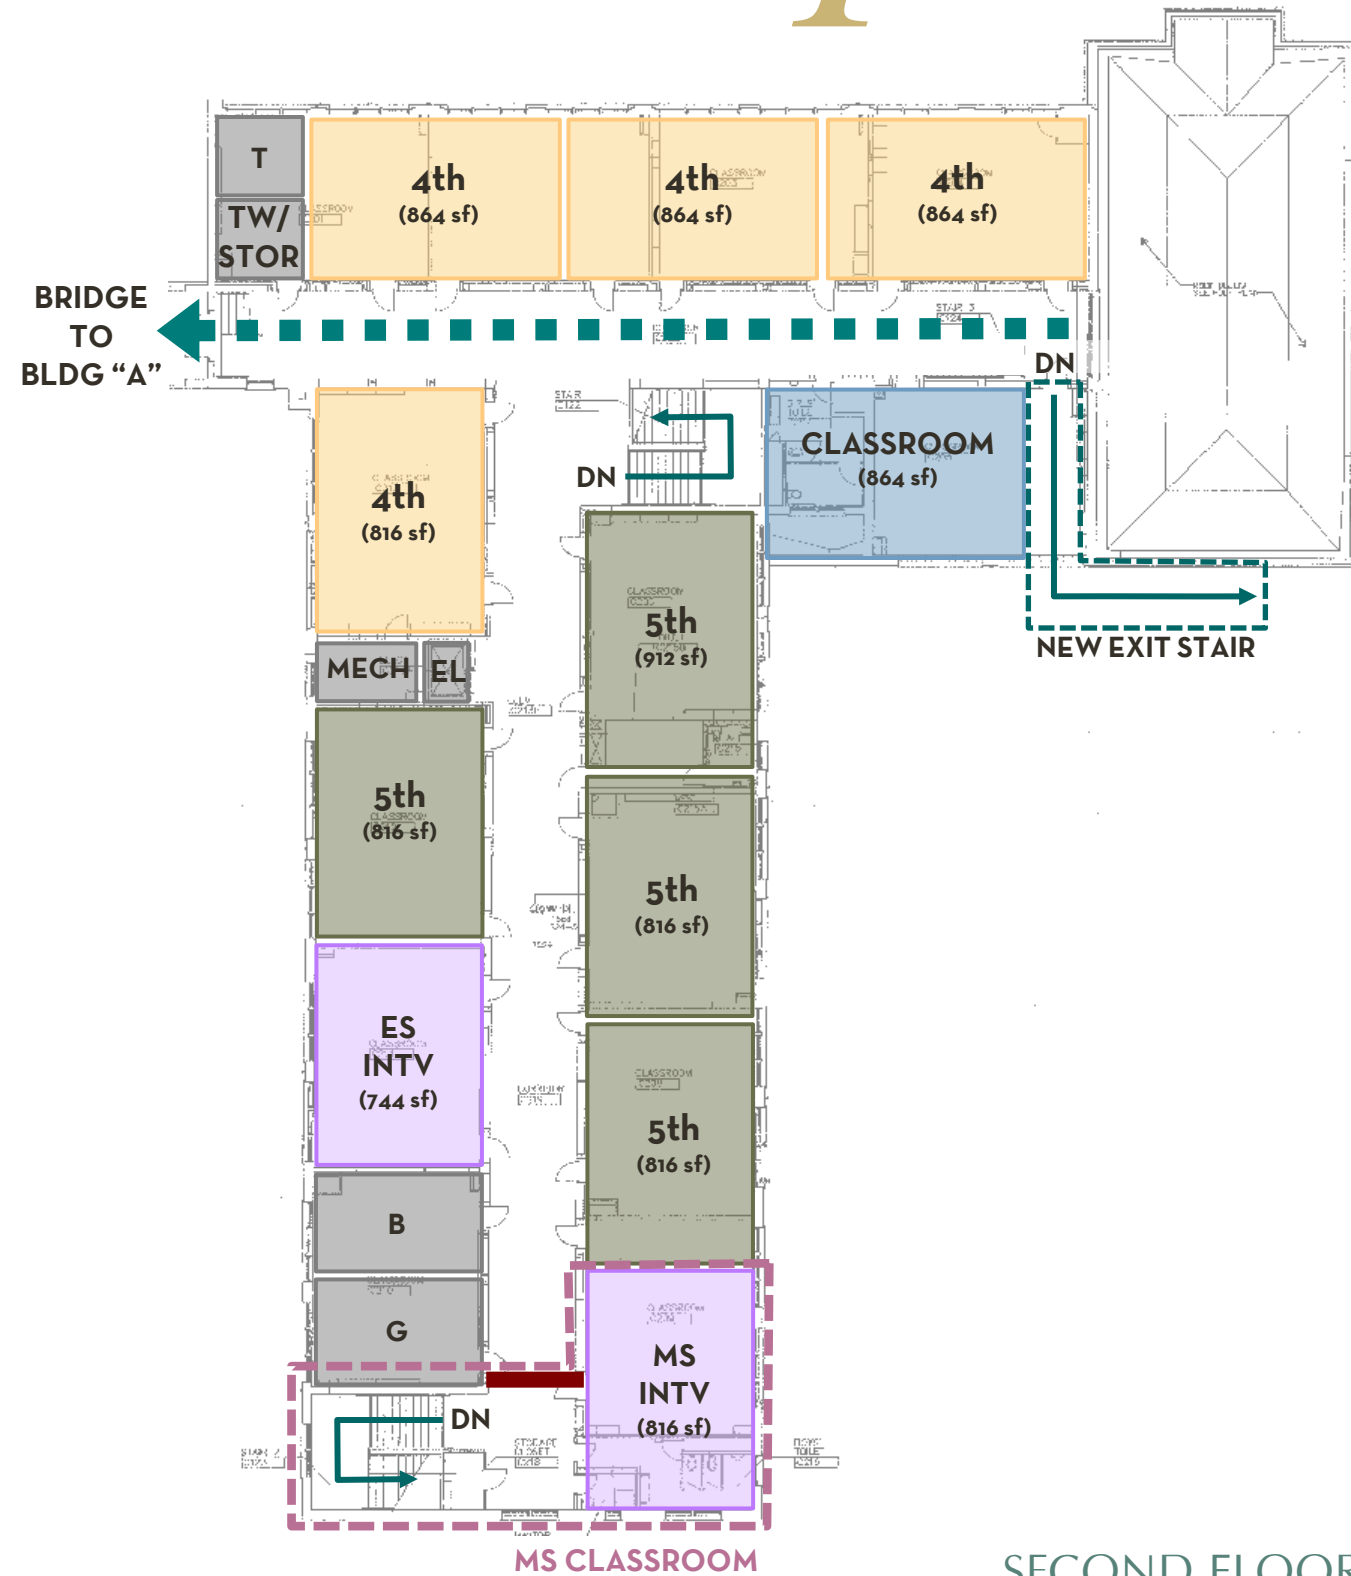 T
TW/
STOR
4th
(864 sf)
4th
(864 sf)
4th
(864 sf)
BRIDGE
TO
BLDG “A”
DN
4th
(816 sf)
DN
CLASSROOM
(864 sf)
NEW EXIT STAIR
MECH
EL
5th
(912 sf)
5th
(816 sf)
5th
(816 sf)
ES
INTV
(744 sf)
5th
(816 sf)
B
G
MS
INTV
(816 sf)
DN
MS CLASSROOM
SECOND FLOOR